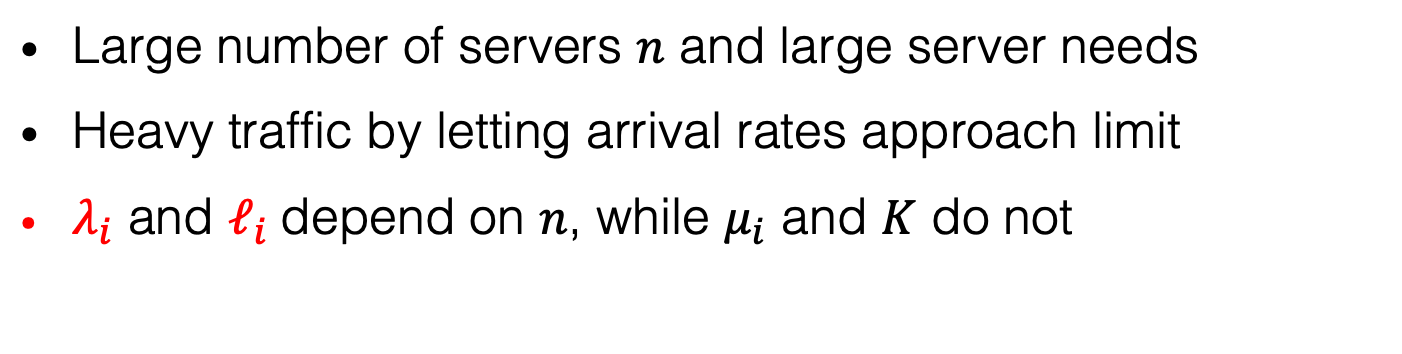 • Large number of servers n and large server needs
• Heavy traffic by letting arrival rates approach limit
• λᵢ and ℓᵢ depend on n, while μᵢ and K do not